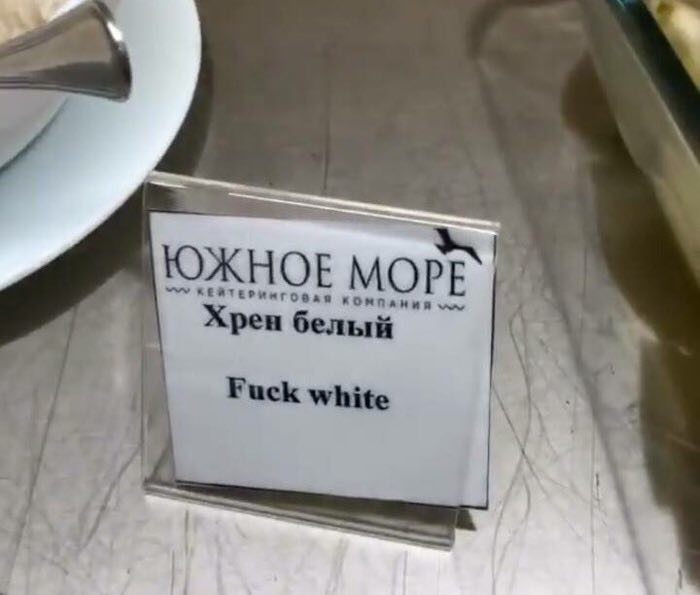 ЮЖНОЕ МОРЕ
КЕЙТЕРИНГОВАЯ КОМПАНИЯ
Хрен белый
Fuck white